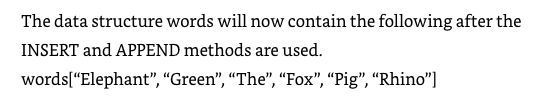 The data structure words will now contain the following after the
INSERT and APPEND methods are used.
words[“Elephant”, “Green”, “The”, “Fox”, “Pig”, “Rhino”]